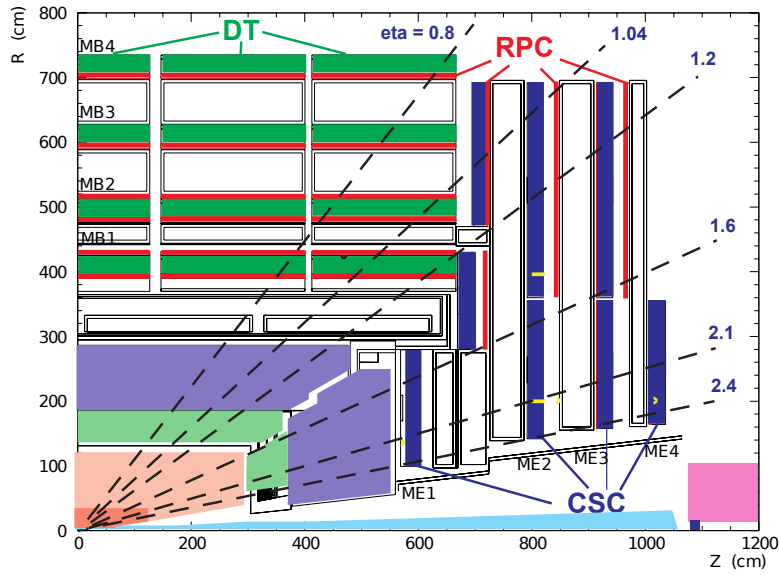 R (cm)
800
700
600
500
400
300
200
100
0
MB4
MB3
MB2
MB1
DT
eta = 0.8
RPC
1.04
1.2
1.6
2.1
2.4
ME1
ME2
ME3
ME4
CSC
0
200
400
600
800
1000
1200
Z (cm)